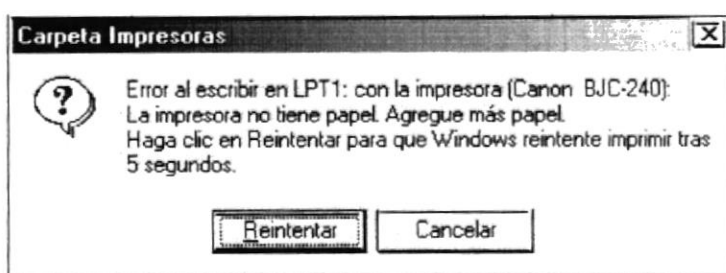 Carpeta Impresoras
Error al escribir en LPT1: con la impresora (Canon BJC-240):
La impresora no tiene papel. Agregue más papel.
Haga clic en Reintentar para que Windows reintente imprimir tras
5 segundos.
Reintentar
Cancelar